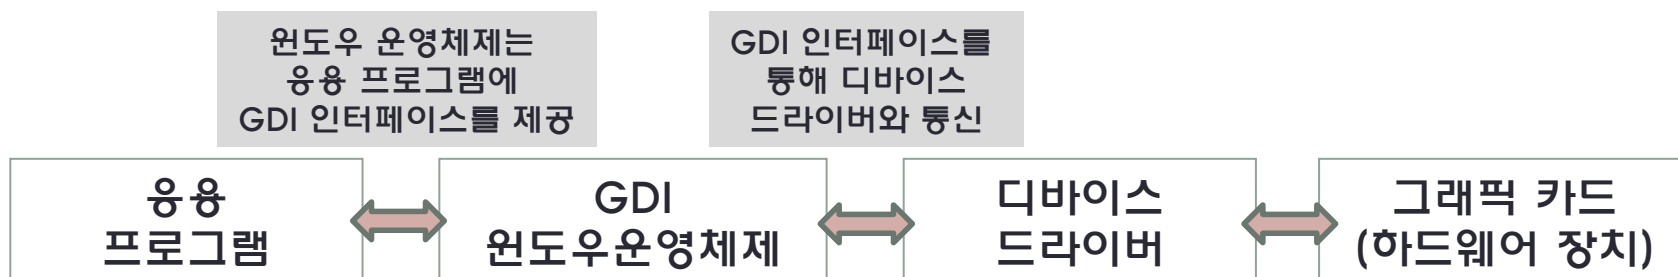 윈도우 운영체제는
응용 프로그램에
GDI 인터페이스를 제공
GDI 인터페이스를
통해 디바이스
드라이버와 통신
응용
프로그램
GDI
윈도우운영체제
디바이스
드라이버
그래픽 카드
(하드웨어 장치)